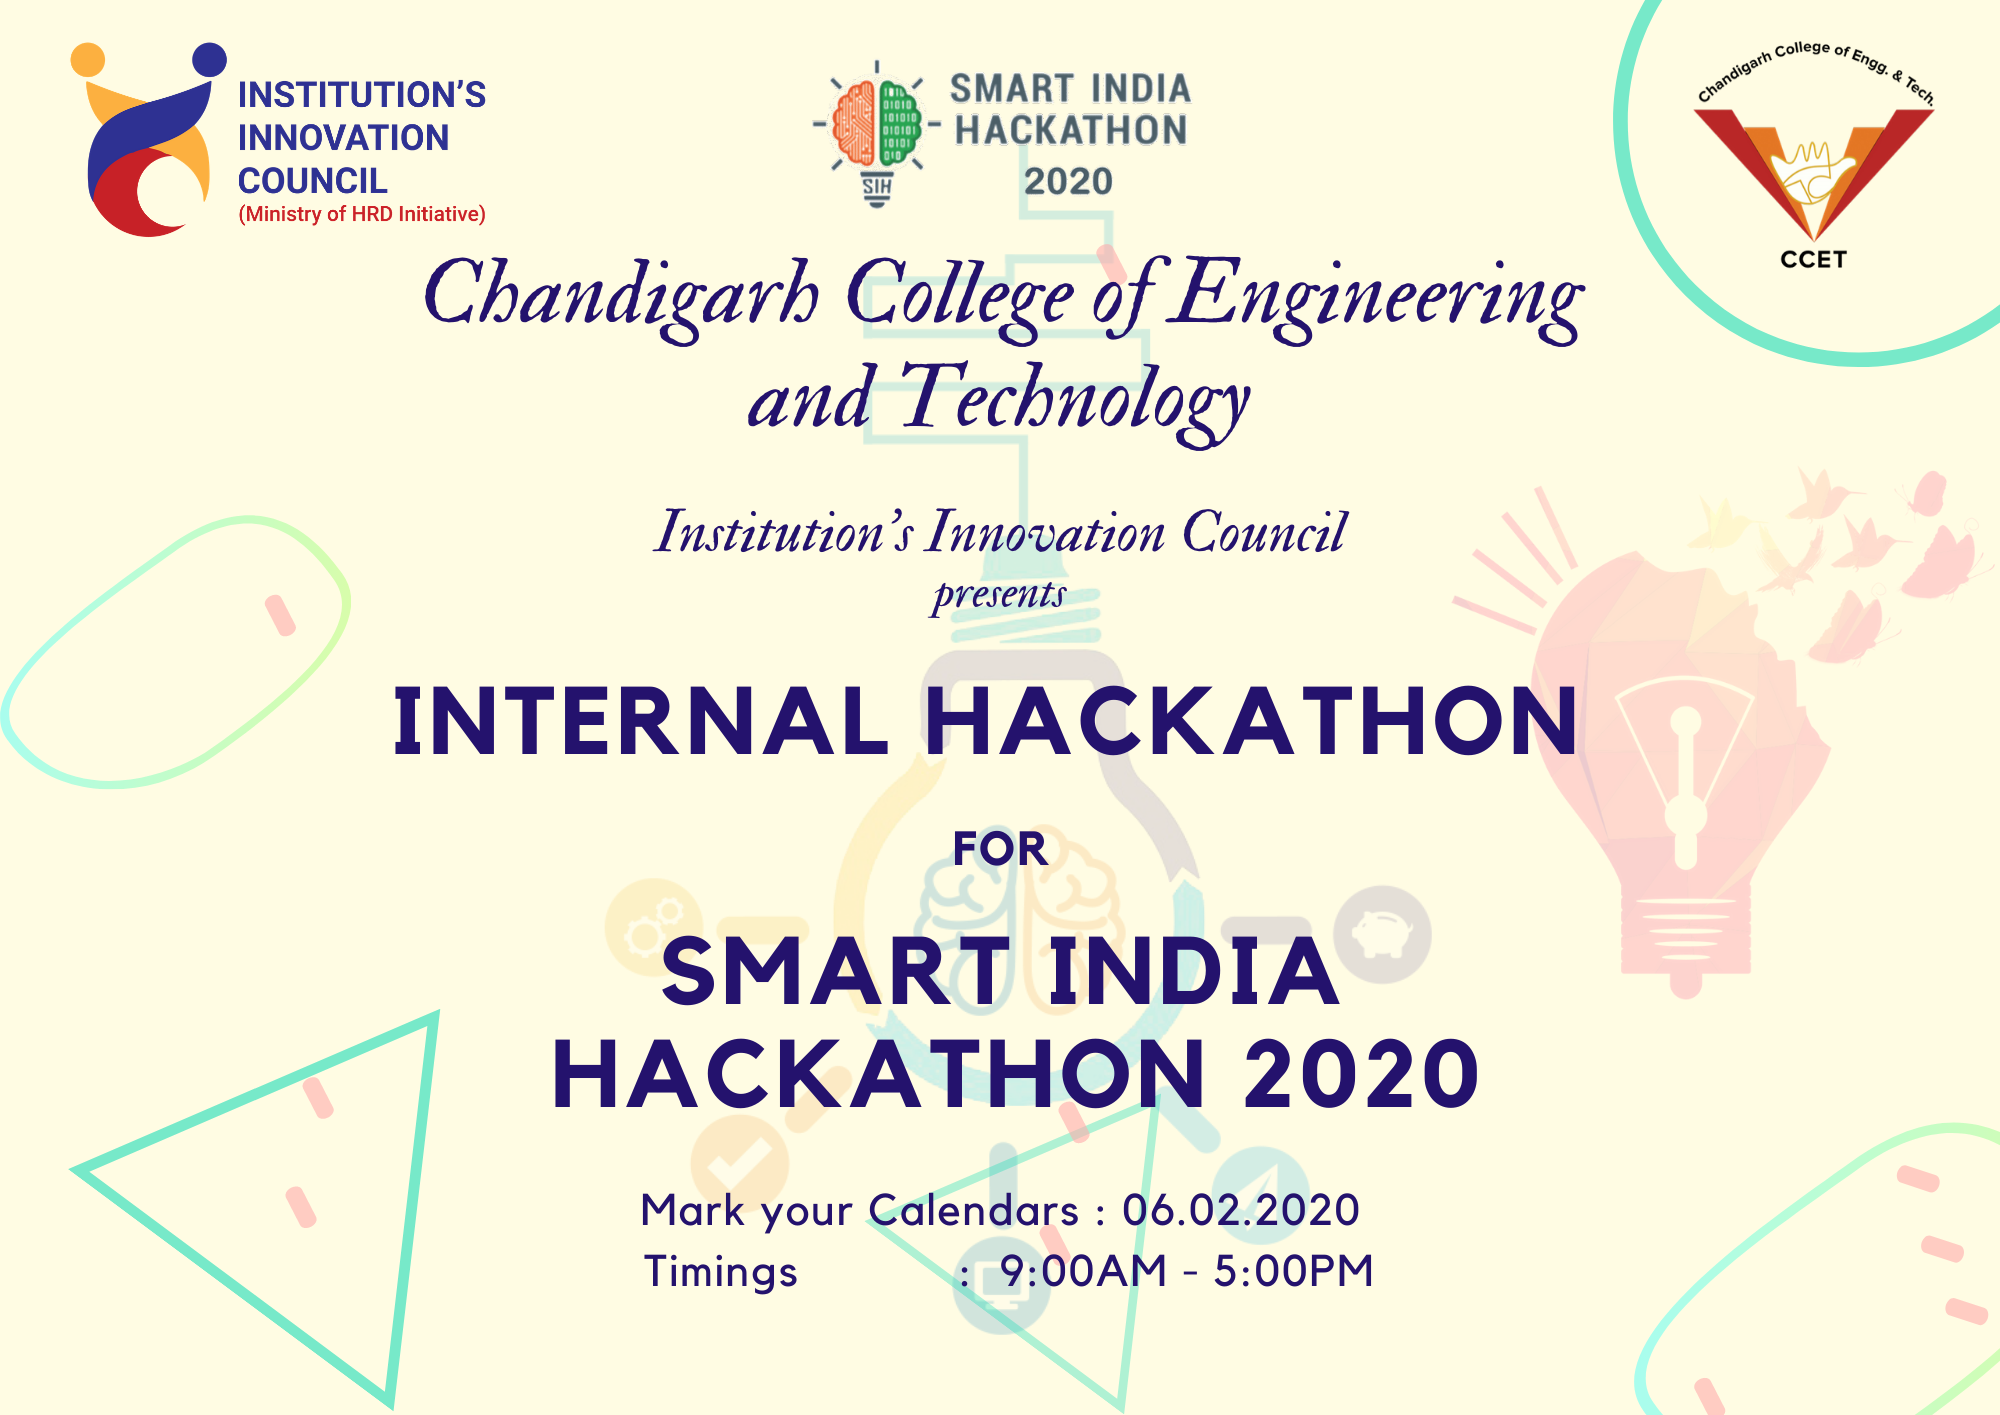 INSTITUTION'S
INNOVATION
COUNCIL
(Ministry of HRD Initiative)
SMART INDIA
HACKATHON
2020
SIH
Chandigarh College of Engg. & Tech.
CCET
Chandigarh College of Engineering
and Technology
Institution's Innovation Council
presents
INTERNAL HACKATHON
FOR
SMART INDIA
HACKATHON 2020
Mark your Calendars : 06.02.2020
Timings : 9:00AM - 5:00PM